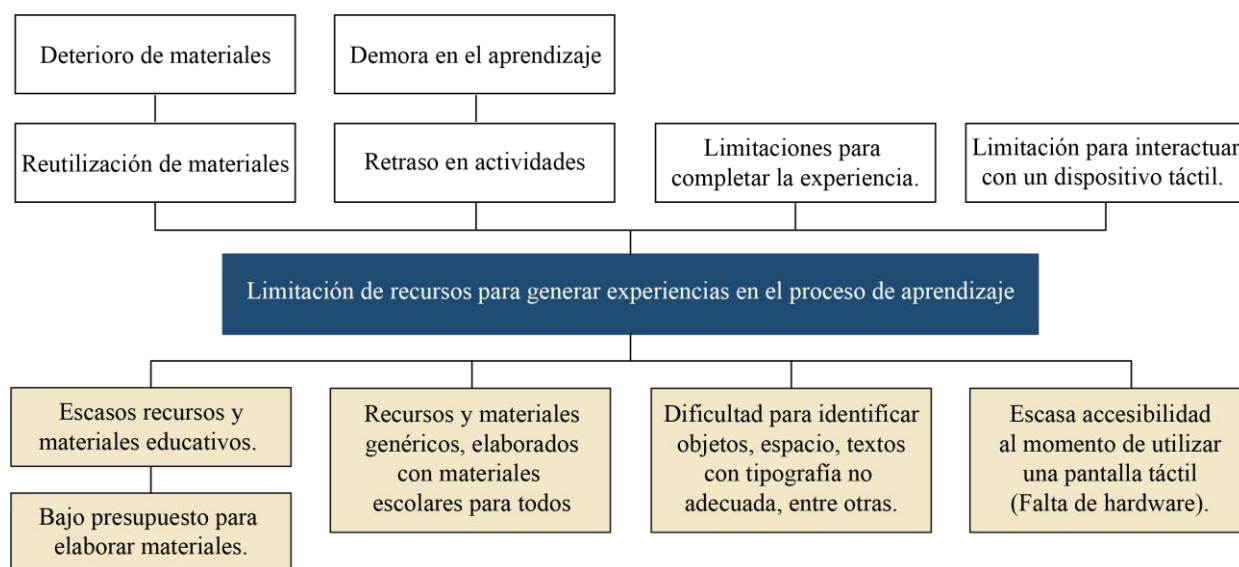 Deterioro de materiales
Demora en el aprendizaje
Reutilización de materiales
Retraso en actividades
Limitaciones para
completar la experiencia.
Limitación para interactuar
con un dispositivo táctil.
Limitación de recursos para generar experiencias en el proceso de aprendizaje
Escasos recursos y
materiales educativos.
Recursos y materiales
genéricos, elaborados
con materiales
escolares para todos
Dificultad para identificar
objetos, espacio, textos
con tipografía no
adecuada, entre otras.
Escasa accesibilidad
al momento de utilizar
una pantalla táctil
(Falta de hardware).
Bajo presupuesto para
elaborar materiales.